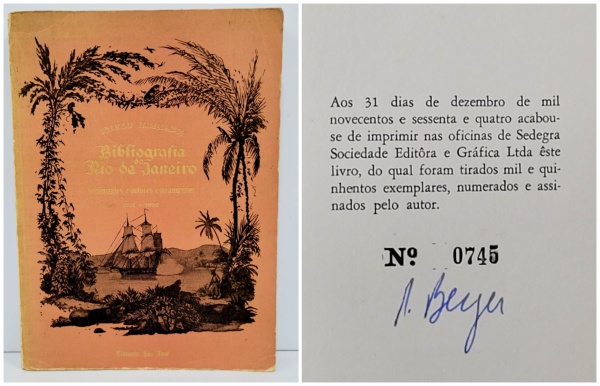 Bibliografia
Rio de Janeiro
Aos 31 dias de dezembro de mil
novecentos e sessenta e quatro acabou-
se de imprimir nas oficinas de Sedegra
Sociedade Editôra e Gráfica Ltda êste
livro, do qual foram tirados mil e qui-
nhentos exemplares, numerados e assi-
nados pelo autor.
Nº 0745